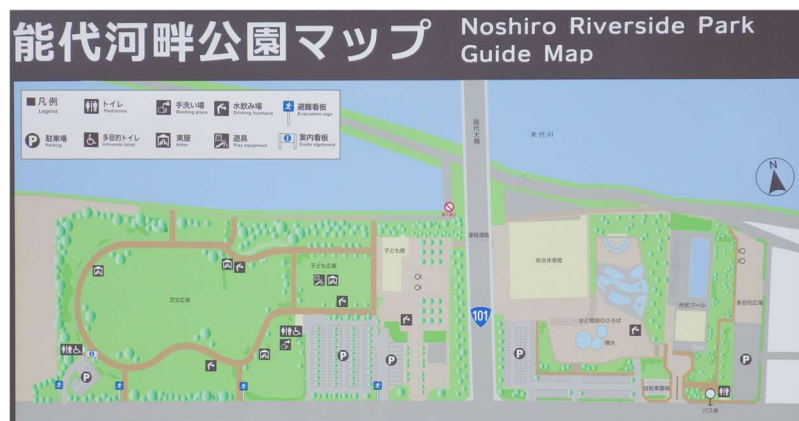 能代河畔公園マップ
Noshiro Riverside Park
Guide Map
凡例
Legend
トイレ
Restrooms
手洗い場
Washing place
水飲み場
Drinking fountains
避難看板
Evacuation sign
P
駐車場
Parking
多目的トイレ
Universal toilet
東屋
Arbor
遊具
Play equipment
案内看板
Guide signboard
能代大橋
米代川
N
連絡通路
子ども館
子ども広場
芝生広場
総合体育館
水と階段のひろば
噴水
市民プール
多目的広場
101
P
P
P
P
P
自転車置場
バス停